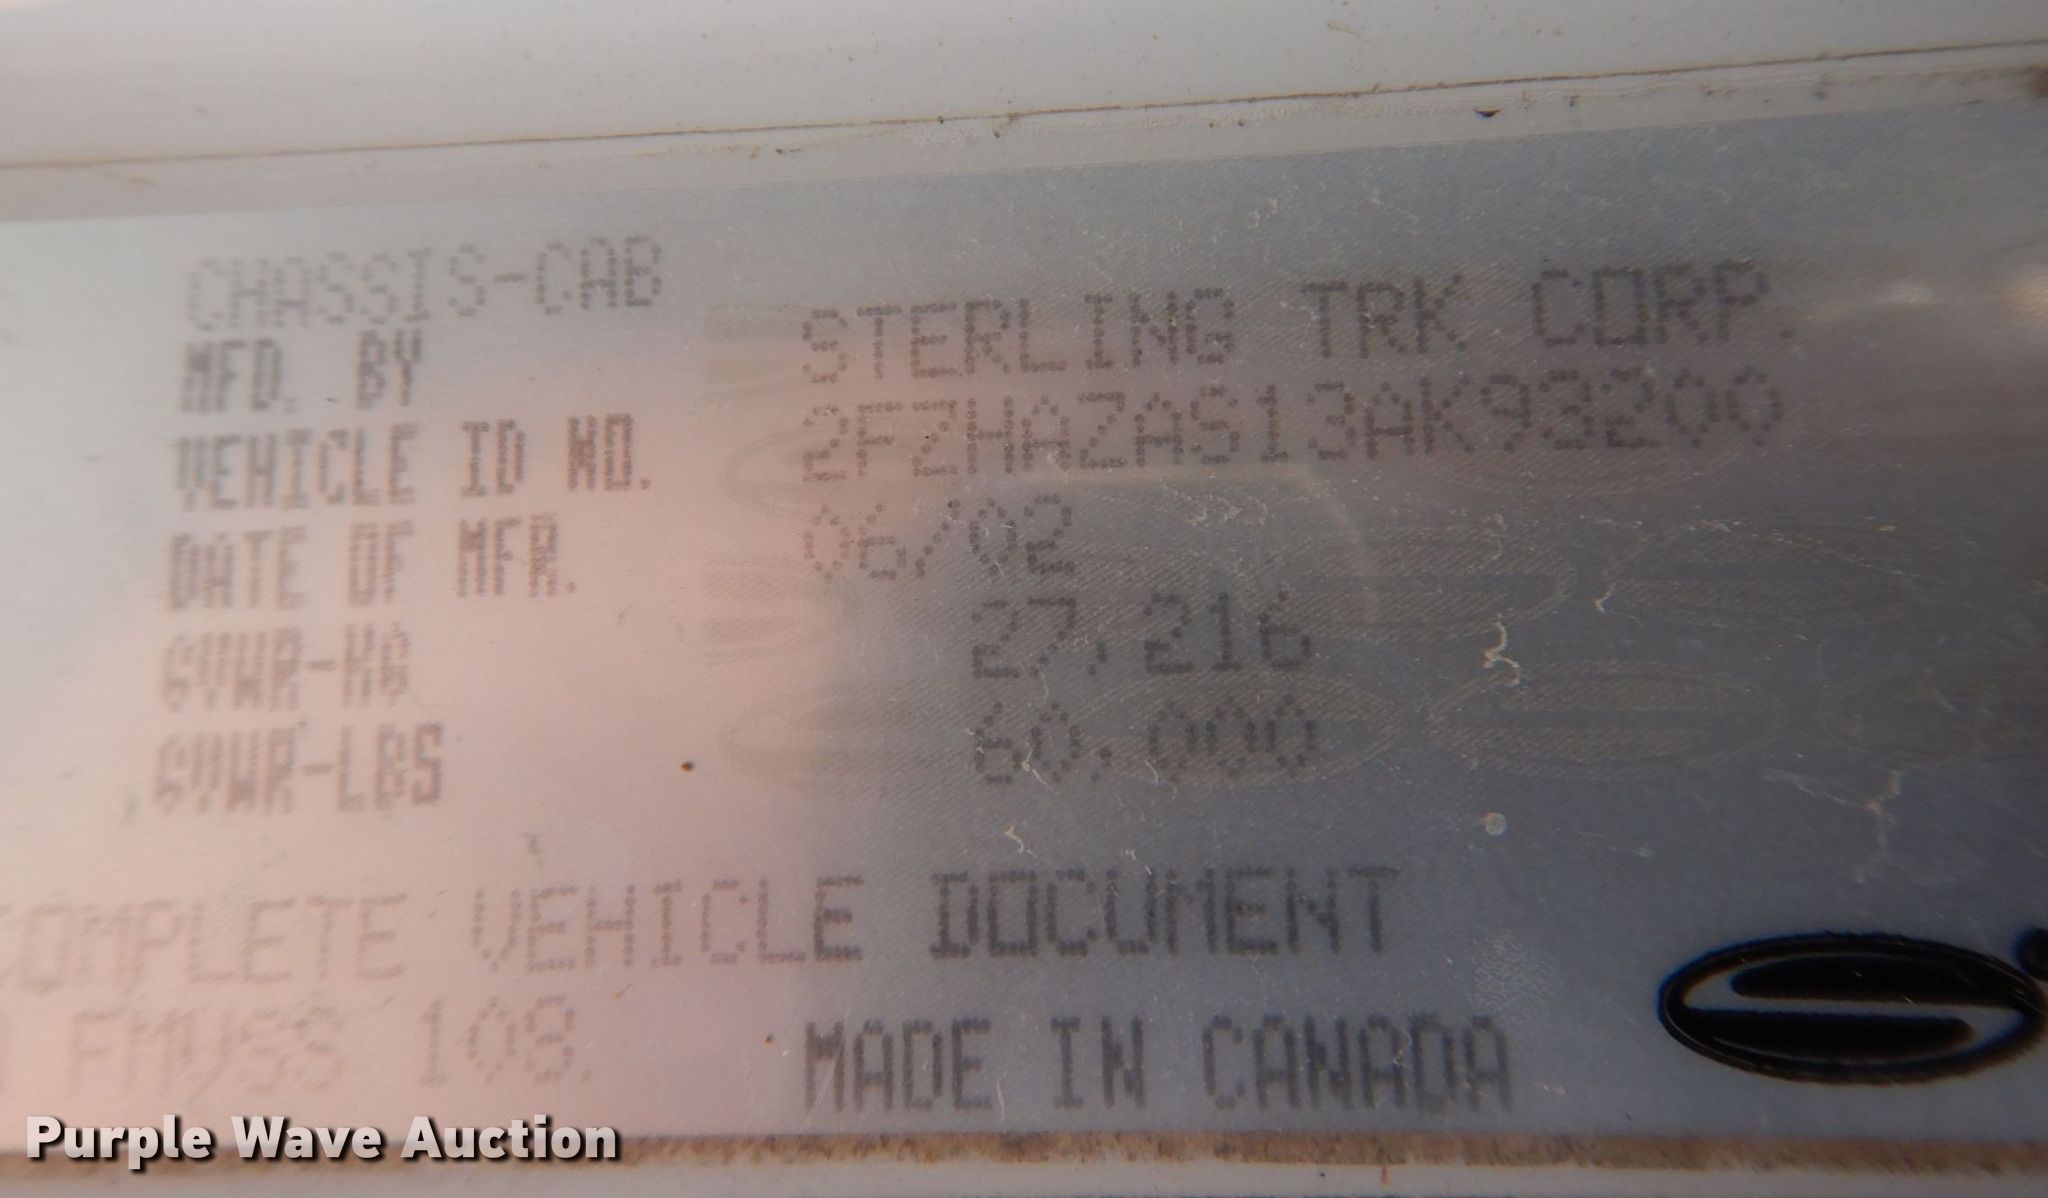 CHASSIS-CAB
MFD. BY STERLING TRK CORP.
VEHICLE ID NO. 2FZHAZAS13AK93200
DATE OF MFR. 06/02
GVWR-KG 27,216
GVWR-LBS 60,000
COMPLETE VEHICLE DOCUMENT
FMVSS 108. MADE IN CANADA
Purple Wave Auction